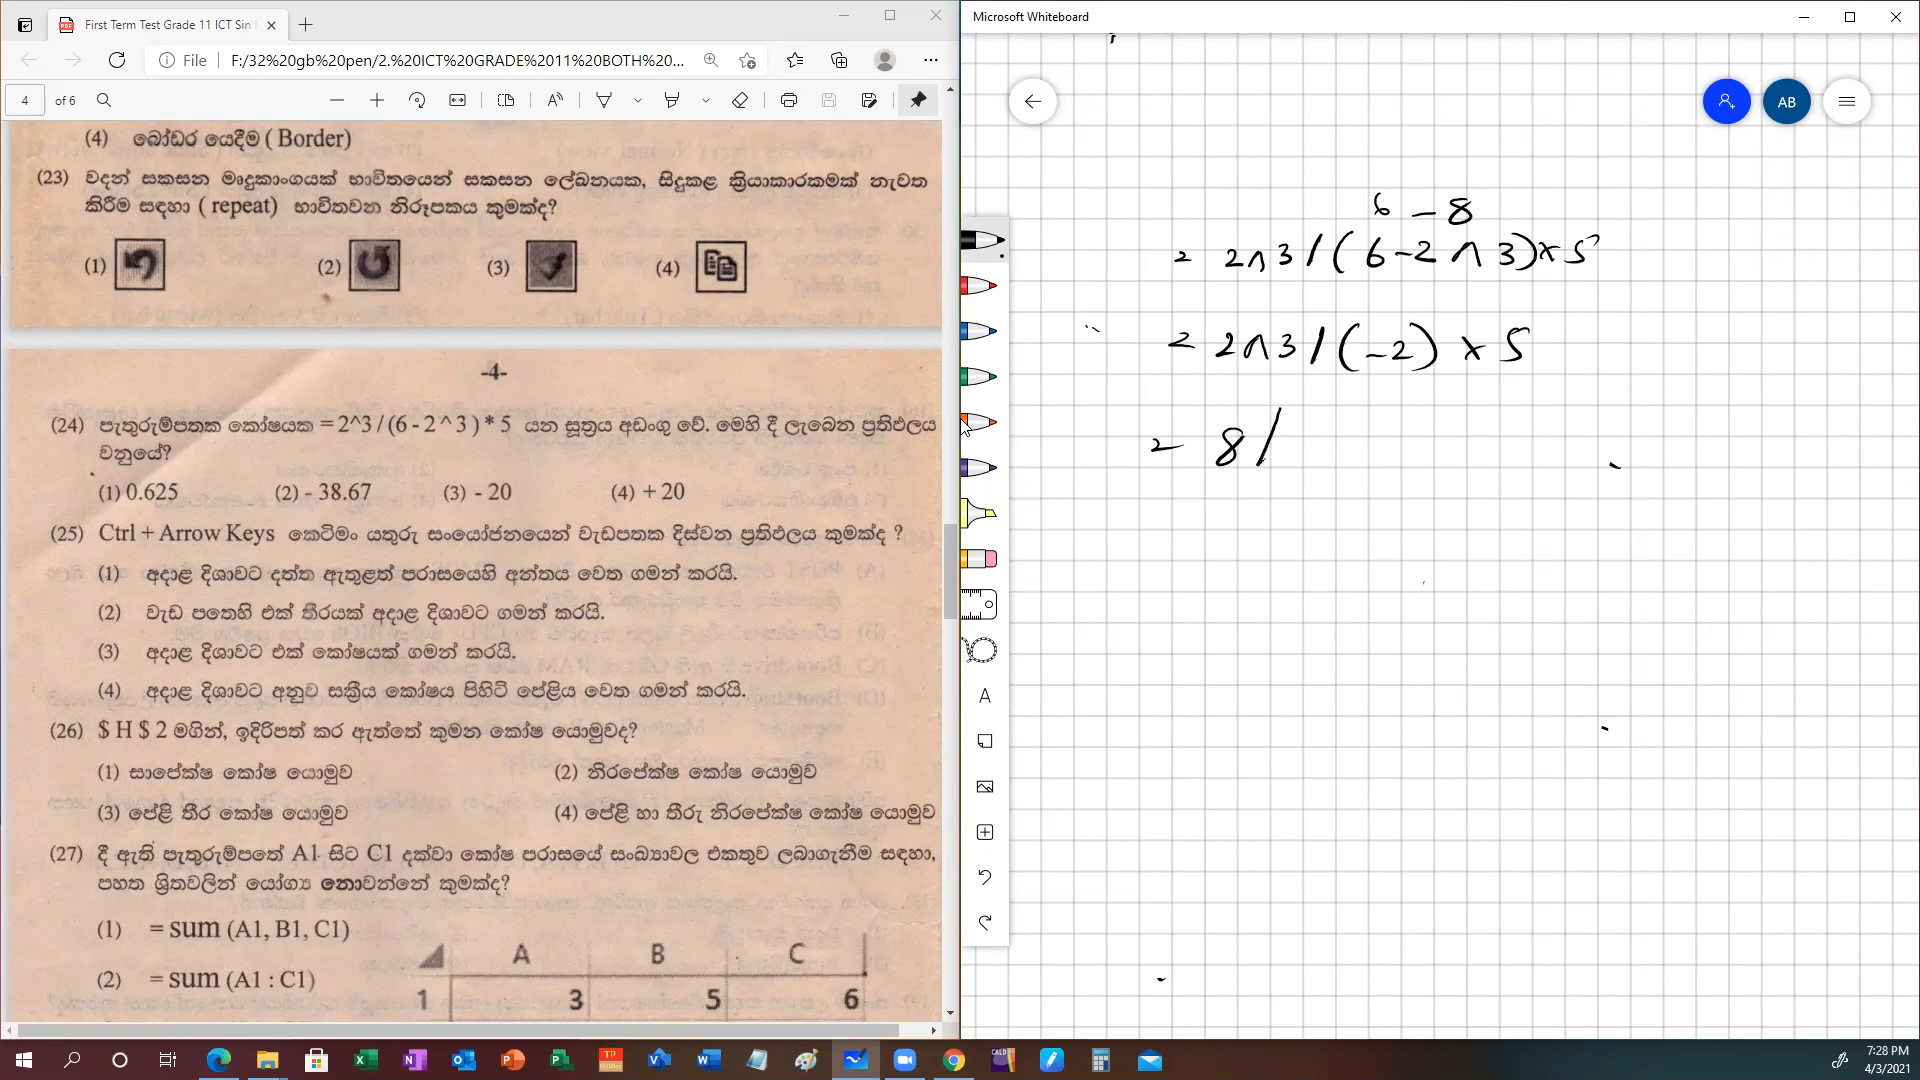 First Term Test Grade 11 ICT Sin
File F:/32%20gb%20pen/2.%20ICT%20GRADE%2011%20BOTH%20...
4 of 6
(4) බෝඩර යෙදීම ( Border)
(23) වදන් සකසන මෘදුකාංගයක් භාවිතයෙන් සකසන ලේඛනයක, සිදුකළ ක්‍රියාකාරකමක් නැවත
කිරීම සඳහා ( repeat) භාවිතවන නිරූපකය කුමක්ද?
(1) (2) (3) (4)
-4-
(24) පැතුරුම්පතක කෝෂයක = 2^3 / (6 - 2 ^ 3 ) * 5 යන සූත්‍රය අඩංගු වේ. මෙහි දී ලැබෙන ප්‍රතිඵලය
වනුයේ?
(1) 0.625 (2) - 38.67 (3) - 20 (4) + 20
(25) Ctrl + Arrow Keys කෙටිමං යතුරු සංයෝජනයෙන් වැඩපතක දිස්වන ප්‍රතිඵලය කුමක්ද ?
(1) අදාළ දිශාවට දත්ත ඇතුළත් පරාසයෙහි අන්තය වෙත ගමන් කරයි.
(2) වැඩ පතෙහි එක් තීරයක් අදාළ දිශාවට ගමන් කරයි.
(3) අදාළ දිශාවට එක් කෝෂයක් ගමන් කරයි.
(4) අදාළ දිශාවට අනුව සක්‍රීය කෝෂය පිහිටි පේළිය වෙත ගමන් කරයි.
(26) $ H $ 2 මගින්, ඉදිරිපත් කර ඇත්තේ කුමන කෝෂ යොමුවද?
(1) සාපේක්ෂ කෝෂ යොමුව (2) නිරපේක්ෂ කෝෂ යොමුව
(3) පේළි තීර කෝෂ යොමුව (4) පේළි හා තීරු නිරපේක්ෂ කෝෂ යොමුව
(27) දී ඇති පැතුරුම්පතේ A1 සිට C1 දක්වා කෝෂ පරාසයේ සංඛ්‍යාවල එකතුව ලබාගැනීම සඳහා,
පහත ශ්‍රිතවලින් යෝග්‍ය නොවන්නේ කුමක්ද?
(1) = sum (A1, B1, C1)
(2) = sum (A1 : C1)
A B C
1 3 5 6
Microsoft Whiteboard
AB
6 - 8
= 2^3 / ( 6 - 2 ^ 3) × 5
= 2^3 / (-2) × 5
= 8 /
A
7:28 PM
4/3/2021